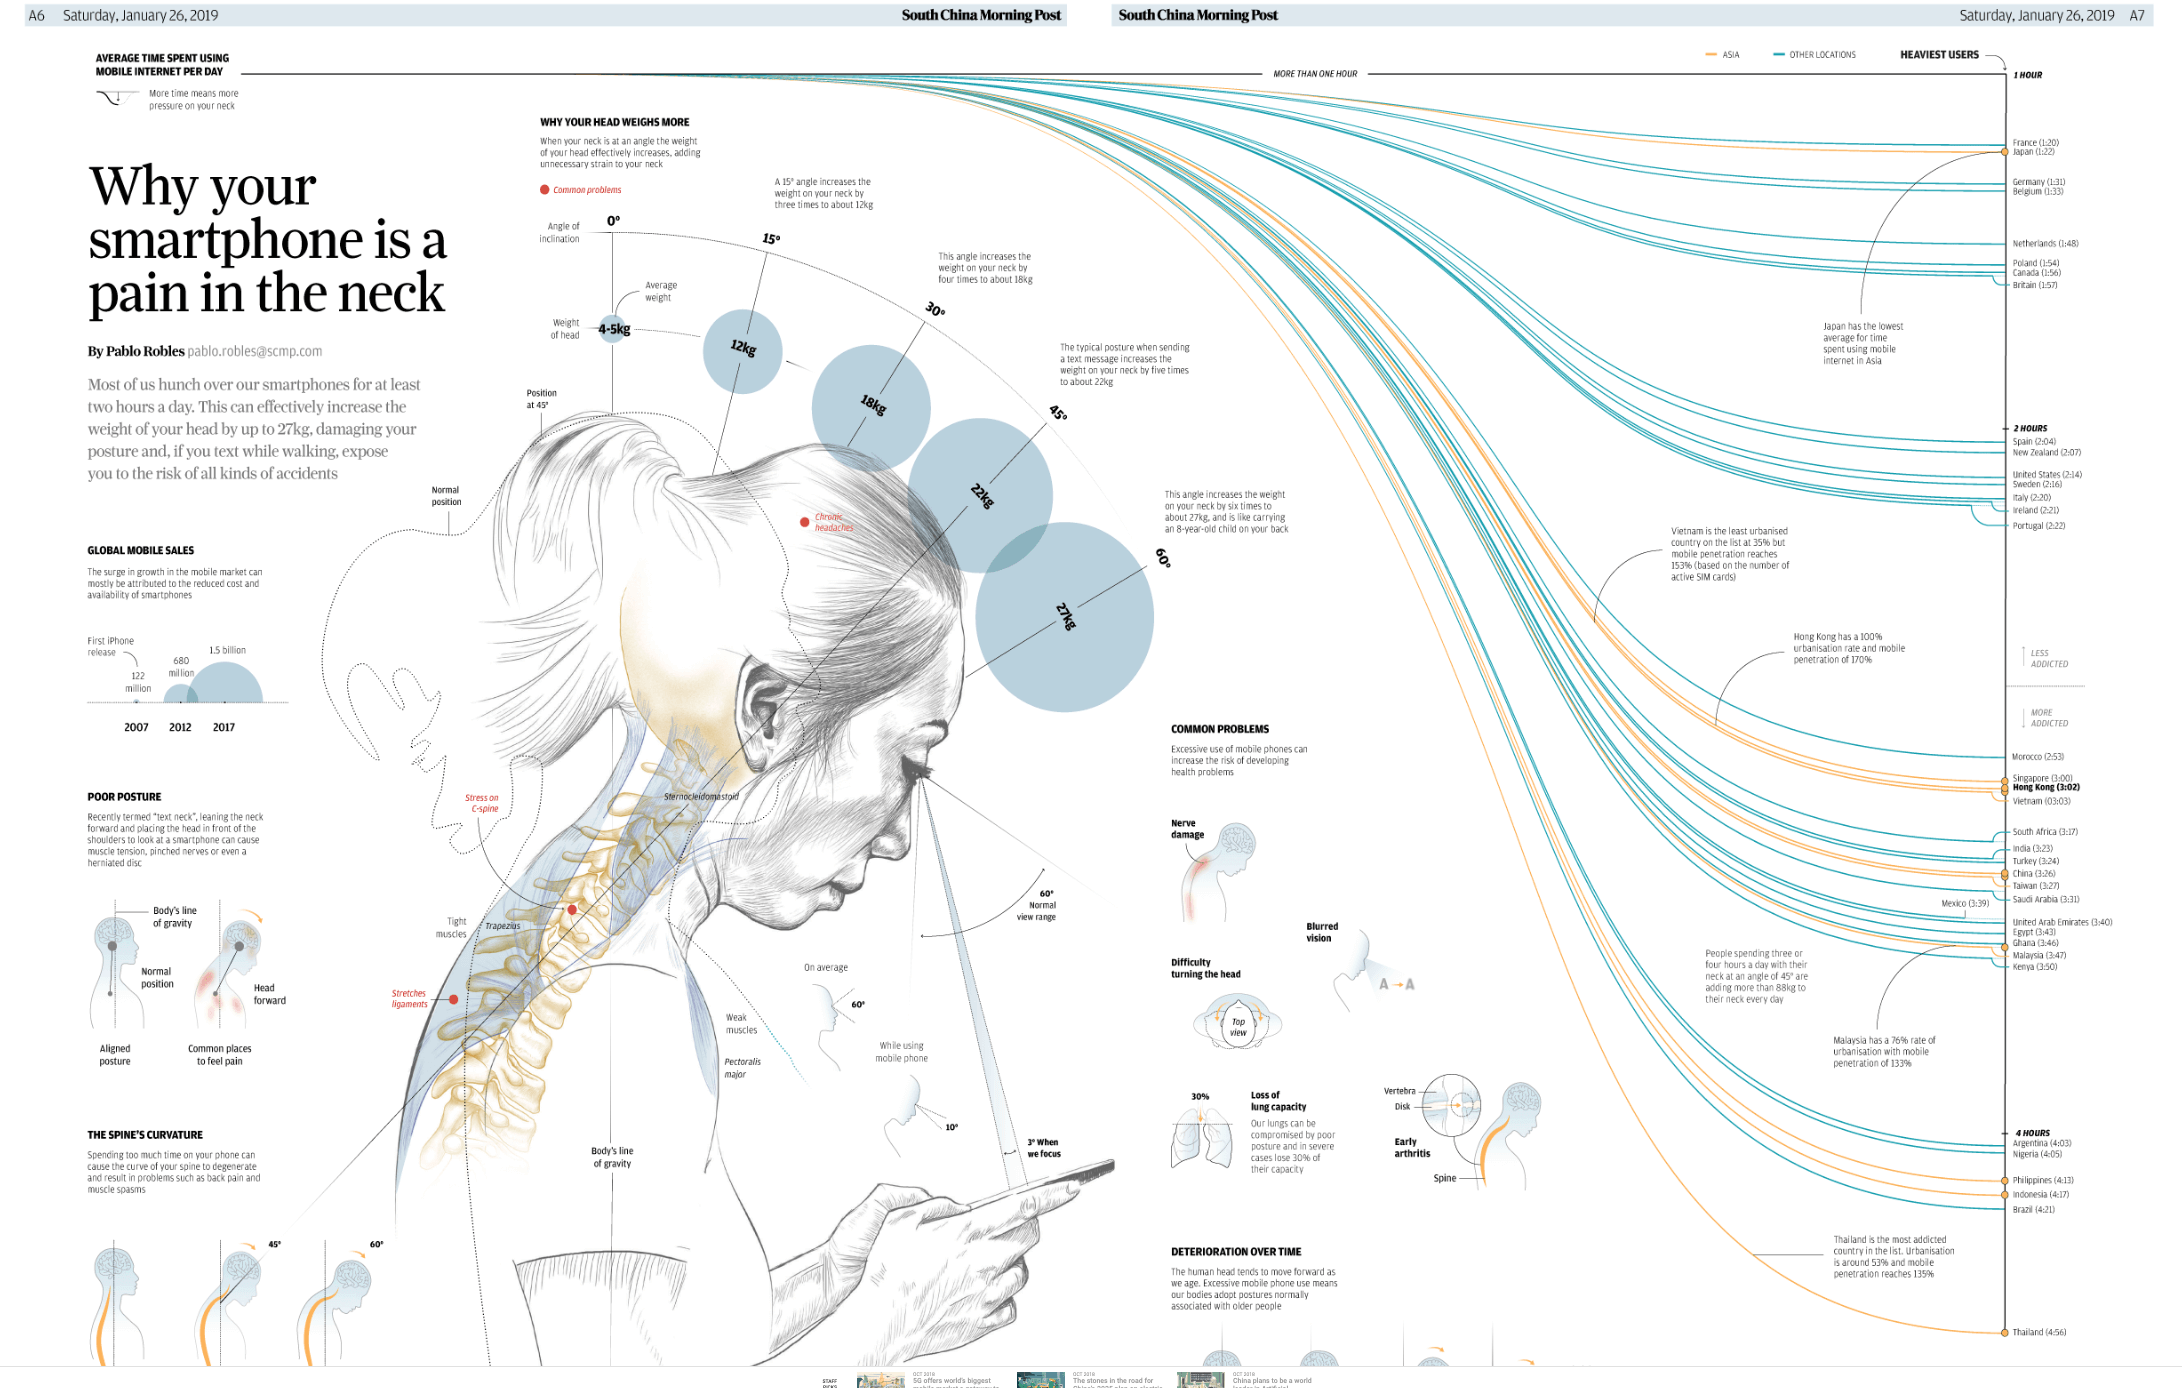 A6 Saturday, January 26, 2019
South China Morning Post
South China Morning Post
Saturday, January 26, 2019 A7
AVERAGE TIME SPENT USING
MOBILE INTERNET PER DAY
More time means more
pressure on your neck
Why your
smartphone is a
pain in the neck
By Pablo Robles pablo.robles@scmp.com
Most of us hunch over our smartphones for at least
two hours a day. This can effectively increase the
weight of your head by up to 27kg, damaging your
posture and, if you text while walking, expose
you to the risk of all kinds of accidents
GLOBAL MOBILE SALES
The surge in growth in the mobile market can
mostly be attributed to the reduced cost and
availability of smartphones
First iPhone
release
122
million
680
million
1.5 billion
2007
2012
2017
POOR POSTURE
Recently termed "text neck", leaning the neck
forward and placing the head in front of the
shoulders to look at a smartphone can cause
muscle tension, pinched nerves or even a
herniated disc
Body's line
of gravity
Normal
position
Head
forward
Aligned
posture
Common places
to feel pain
THE SPINE'S CURVATURE
Spending too much time on your phone can
cause the curve of your spine to degenerate
and result in problems such as back pain and
muscle spasms
45°
60°
WHY YOUR HEAD WEIGHS MORE
When your neck is at an angle the weight
of your head effectively increases, adding
unnecessary strain to your neck
Common problems
Angle of
inclination
0°
15°
30°
45°
60°
A 15° angle increases the
weight on your neck by
three times to about 12kg
This angle increases the
weight on your neck by
four times to about 18kg
The typical posture when sending
a text message increases the
weight on your neck by five times
to about 22kg
This angle increases the weight
on your neck by six times to
about 27kg, and is like carrying
an 8-year-old child on your back
Average
weight
Weight
of head
4-5kg
12kg
18kg
22kg
27kg
Position
at 45°
Normal
position
Chronic
headaches
Stress on
C-spine
Sternocleidomastoid
Tight
muscles
Trapezius
Stretches
ligaments
Weak
muscles
Pectoralis
major
Body's line
of gravity
On average
60°
While using
mobile phone
10°
60°
Normal
view range
3° When
we focus
COMMON PROBLEMS
Excessive use of mobile phones can
increase the risk of developing
health problems
Nerve
damage
Blurred
vision
A A
Difficulty
turning the head
Top
view
30%
Loss of
lung capacity
Our lungs can be
compromised by poor
posture and in severe
cases lose 30% of
their capacity
Vertebra
Disk
Early
arthritis
Spine
DETERIORATION OVER TIME
The human head tends to move forward as
we age. Excessive mobile phone use means
our bodies adopt postures normally
associated with older people
MORE THAN ONE HOUR
ASIA
OTHER LOCATIONS
HEAVIEST USERS
1 HOUR
France (1:20)
Japan (1:22)
Germany (1:31)
Belgium (1:33)
Netherlands (1:48)
Poland (1:54)
Canada (1:56)
Britain (1:57)
Japan has the lowest
average for time
spent using mobile
internet in Asia
2 HOURS
Spain (2:04)
New Zealand (2:07)
United States (2:14)
Sweden (2:16)
Italy (2:20)
Ireland (2:21)
Portugal (2:22)
Vietnam is the least urbanised
country on the list at 35% but
mobile penetration reaches
153% (based on the number of
active SIM cards)
Hong Kong has a 100%
urbanisation rate and mobile
penetration of 170%
LESS
ADDICTED
MORE
ADDICTED
Morocco (2:53)
Singapore (3:00)
Hong Kong (3:02)
Vietnam (03:03)
South Africa (3:17)
India (3:23)
Turkey (3:24)
China (3:26)
Taiwan (3:27)
Saudi Arabia (3:31)
Mexico (3:39)
United Arab Emirates (3:40)
Egypt (3:43)
Ghana (3:46)
Malaysia (3:47)
Kenya (3:50)
People spending three or
four hours a day with their
neck at an angle of 45° are
adding more than 88kg to
their neck every day
Malaysia has a 76% rate of
urbanisation with mobile
penetration of 133%
4 HOURS
Argentina (4:03)
Nigeria (4:05)
Philippines (4:13)
Indonesia (4:17)
Brazil (4:21)
Thailand is the most addicted
country in the list. Urbanisation
is around 53% and mobile
penetration reaches 135%
Thailand (4:56)
STAFF
OCT 2018
5G offers world's biggest
OCT 2018
The stones in the road for
OCT 2018
China plans to be a world